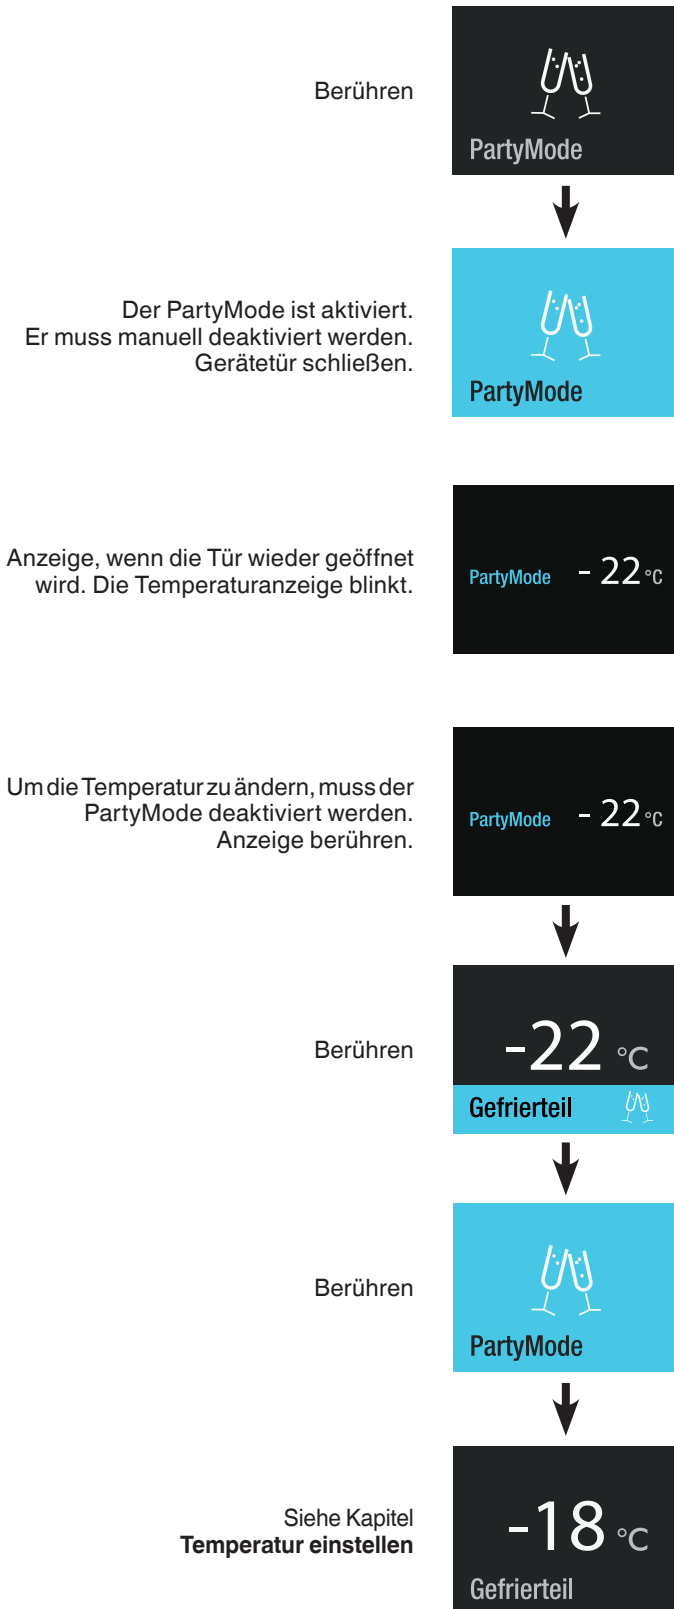 Berühren
PartyMode
Der PartyMode ist aktiviert.
Er muss manuell deaktiviert werden.
Gerätetür schließen.
PartyMode
Anzeige, wenn die Tür wieder geöffnet
wird. Die Temperaturanzeige blinkt.
PartyMode - 22 °C
Um die Temperatur zu ändern, muss der
PartyMode deaktiviert werden.
Anzeige berühren.
PartyMode - 22 °C
Berühren
-22 °C
Gefrierteil
Berühren
PartyMode
Siehe Kapitel
Temperatur einstellen
-18 °C
Gefrierteil